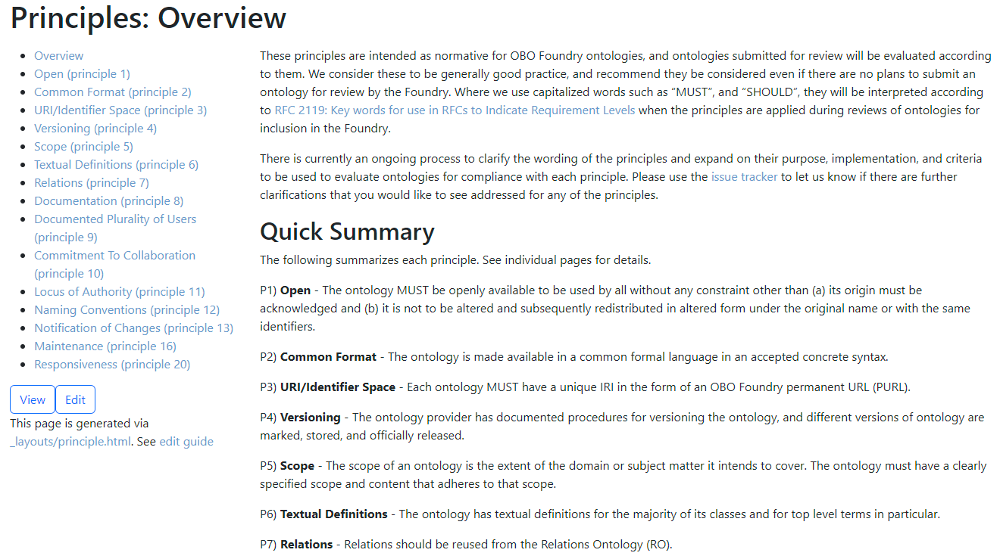 Principles: Overview
Overview
Open (principle 1)
Common Format (principle 2)
URI/Identifier Space (principle 3)
Versioning (principle 4)
Scope (principle 5)
Textual Definitions (principle 6)
Relations (principle 7)
Documentation (principle 8)
Documented Plurality of Users
(principle 9)
Commitment To Collaboration
(principle 10)
Locus of Authority (principle 11)
Naming Conventions (principle 12)
Notification of Changes (principle 13)
Maintenance (principle 16)
Responsiveness (principle 20)
View Edit
This page is generated via
_layouts/principle.html. See edit guide
These principles are intended as normative for OBO Foundry ontologies, and ontologies submitted for review will be evaluated according
to them. We consider these to be generally good practice, and recommend they be considered even if there are no plans to submit an
ontology for review by the Foundry. Where we use capitalized words such as “MUST”, and “SHOULD”, they will be interpreted according
to RFC 2119: Key words for use in RFCs to Indicate Requirement Levels when the principles are applied during reviews of ontologies for
inclusion in the Foundry.
There is currently an ongoing process to clarify the wording of the principles and expand on their purpose, implementation, and criteria
to be used to evaluate ontologies for compliance with each principle. Please use the issue tracker to let us know if there are further
clarifications that you would like to see addressed for any of the principles.
Quick Summary
The following summarizes each principle. See individual pages for details.
P1) Open - The ontology MUST be openly available to be used by all without any constraint other than (a) its origin must be
acknowledged and (b) it is not to be altered and subsequently redistributed in altered form under the original name or with the same
identifiers.
P2) Common Format - The ontology is made available in a common formal language in an accepted concrete syntax.
P3) URI/Identifier Space - Each ontology MUST have a unique IRI in the form of an OBO Foundry permanent URL (PURL).
P4) Versioning - The ontology provider has documented procedures for versioning the ontology, and different versions of ontology are
marked, stored, and officially released.
P5) Scope - The scope of an ontology is the extent of the domain or subject matter it intends to cover. The ontology must have a clearly
specified scope and content that adheres to that scope.
P6) Textual Definitions - The ontology has textual definitions for the majority of its classes and for top level terms in particular.
P7) Relations - Relations should be reused from the Relations Ontology (RO).